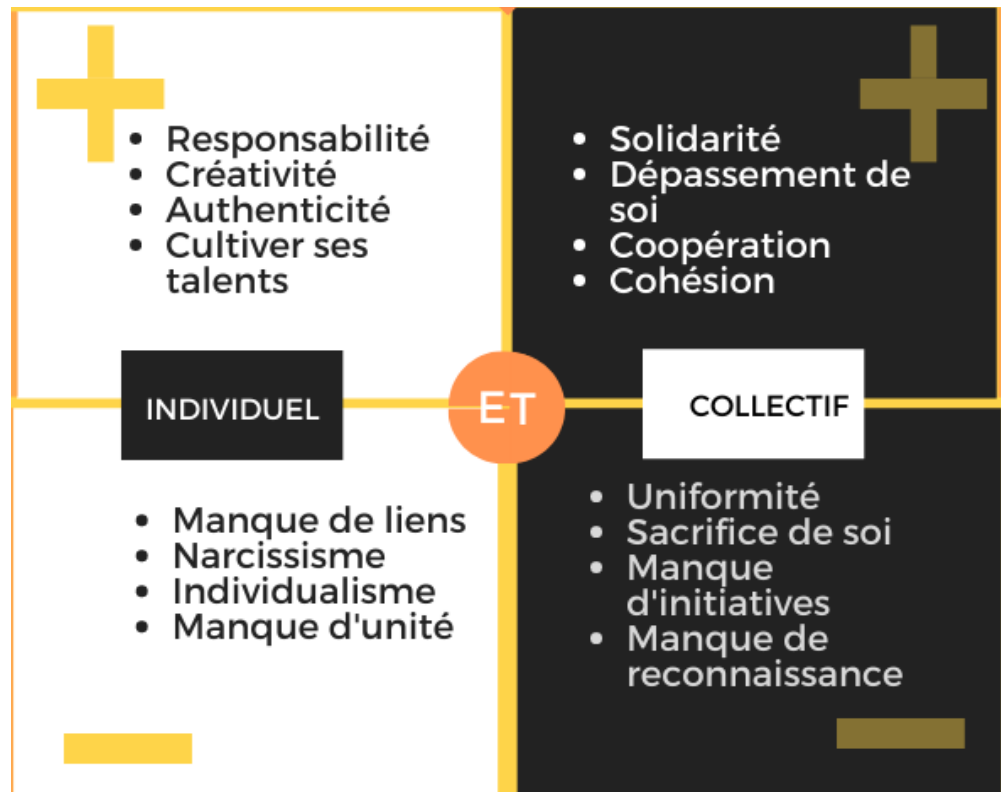 • Responsabilité
• Créativité
• Authenticité
• Cultiver ses
talents
• Solidarité
• Dépassement de
soi
• Coopération
• Cohésion
INDIVIDUEL
ET
COLLECTIF
• Manque de liens
• Narcissisme
• Individualisme
• Manque d'unité
• Uniformité
• Sacrifice de soi
• Manque
d'initiatives
• Manque de
reconnaissance